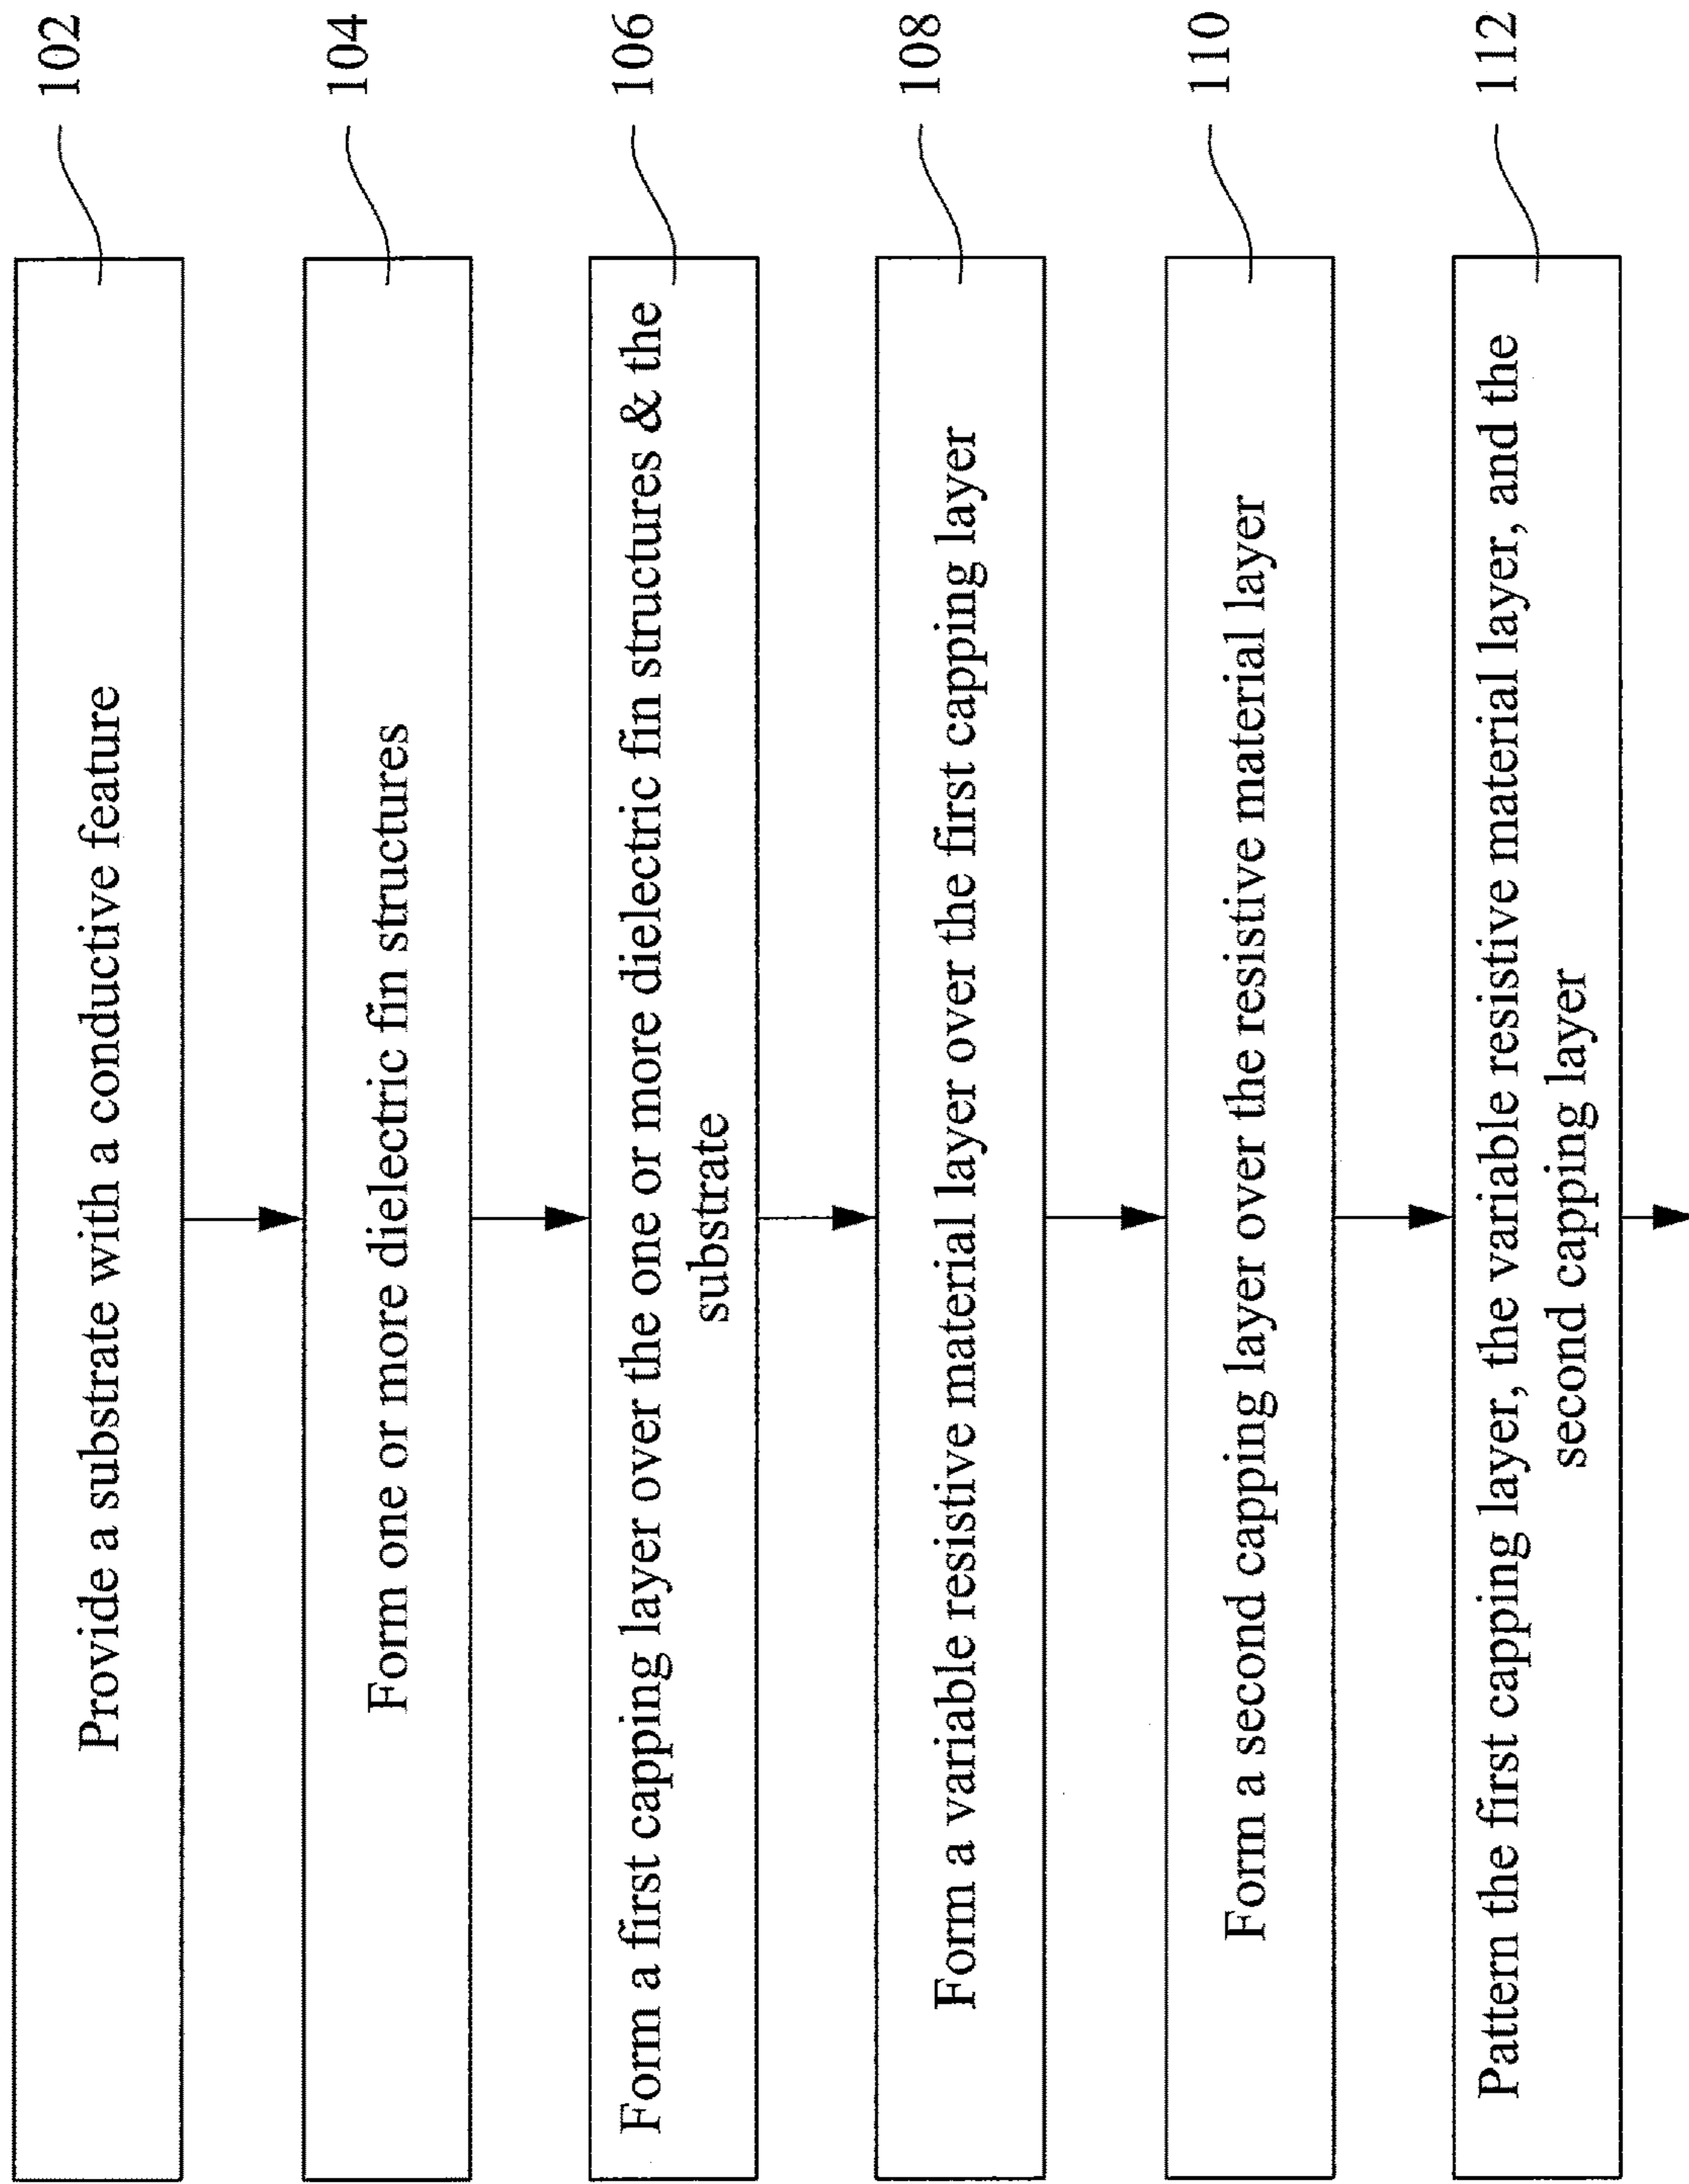 Provide a substrate with a conductive feature
102
Form one or more dielectric fin structures
104
Form a first capping layer over the one or more dielectric fin structures & the
substrate
106
Form a variable resistive material layer over the first capping layer
108
Form a second capping layer over the resistive material layer
110
Pattern the first capping layer, the variable resistive material layer, and the
second capping layer
112